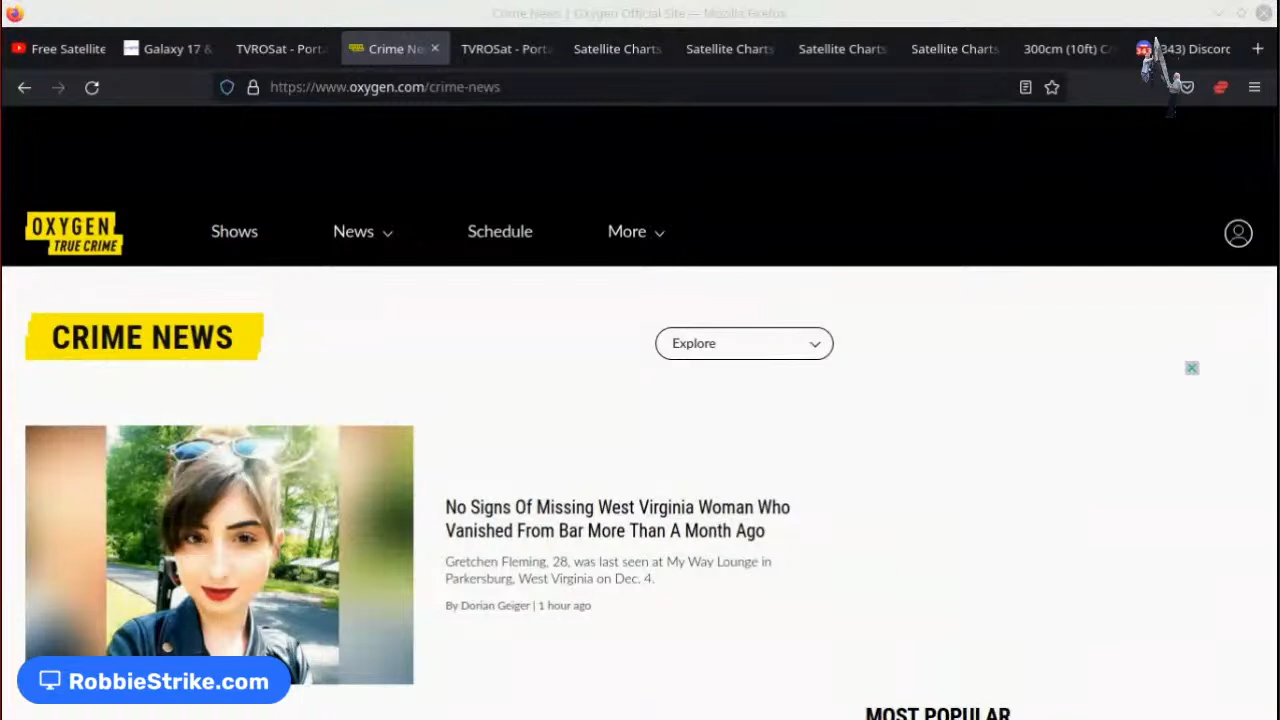 Crime News | Oxygen Official Site — Mozilla Firefox
Free Satellite
Galaxy 17 &
TVROSat - Port
Crime Ne
TVROSat - Port
Satellite Charts
Satellite Charts
Satellite Charts
Satellite Charts
300cm (10ft) C/
(343) Discord
https://www.oxygen.com/crime-news
OXYGEN
TRUE CRIME
Shows
News
Schedule
More
CRIME NEWS
Explore
No Signs Of Missing West Virginia Woman Who
Vanished From Bar More Than A Month Ago
Gretchen Fleming, 28, was last seen at My Way Lounge in
Parkersburg, West Virginia on Dec. 4.
By Dorian Geiger | 1 hour ago
RobbieStrike.com
MOST POPULAR